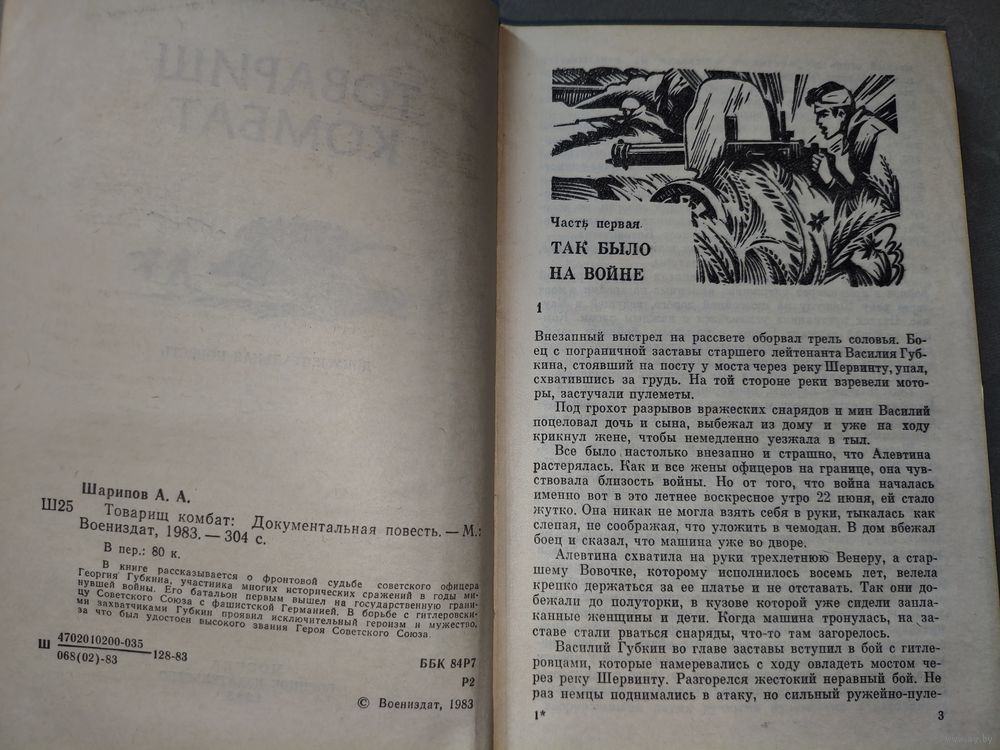 Шарипов А. А.
Ш25
Товарищ комбат: Документальная повесть. — М.:
Воениздат, 1983. — 304 с.
В пер.: 80 к.
В книге рассказывается о фронтовой судьбе советского офицера
Георгия Губкина, участника многих исторических сражений в годы ми-
нувшей войны. Его батальон первым вышел на государственную грани-
цу Советского Союза с фашистской Германией. В борьбе с гитлеровски-
ми захватчиками Губкин проявил исключительный героизм и мужество,
за что был удостоен высокого звания Героя Советского Союза.
Ш 4702010200-035
068(02)-83
128-83
ББК 84Р7
Р2
© Воениздат, 1983
Часть первая
ТАК БЫЛО
НА ВОЙНЕ
1
Внезапный выстрел на рассвете оборвал трель соловья. Бо-
ец с пограничной заставы старшего лейтенанта Василия Губ-
кина, стоявший на посту у моста через реку Шервинту, упал,
схватившись за грудь. На той стороне реки взревели мото-
ры, застучали пулеметы.
Под грохот разрывов вражеских снарядов и мин Василий
поцеловал дочь и сына, выбежал из дому и уже на ходу
крикнул жене, чтобы немедленно уезжала в тыл.
Все было настолько внезапно и страшно, что Алевтина
растерялась. Как и все жены офицеров на границе, она чув-
ствовала близость войны. Но от того, что война началась
именно вот в это летнее воскресное утро 22 июня, ей стало
жутко. Она никак не могла взять себя в руки, тыкалась как
слепая, не соображая, что уложить в чемодан. В дом вбежал
боец и сказал, что машина уже во дворе.
Алевтина схватила на руки трехлетнюю Венеру, а стар-
шему Вовочке, которому исполнилось восемь лет, велела
крепко держаться за ее платье и не отставать. Так они до-
бежали до полуторки, в кузове которой уже сидели запла-
канные женщины и дети. Когда машина тронулась, на за-
ставе стали рваться снаряды, что-то там загорелось.
Василий Губкин во главе заставы вступил в бой с гитле-
ровцами, которые намеревались с ходу овладеть мостом че-
рез реку Шервинту. Разгорелся жестокий неравный бой. Не
раз немцы поднимались в атаку, но сильный ружейно-пуле-
1*
3